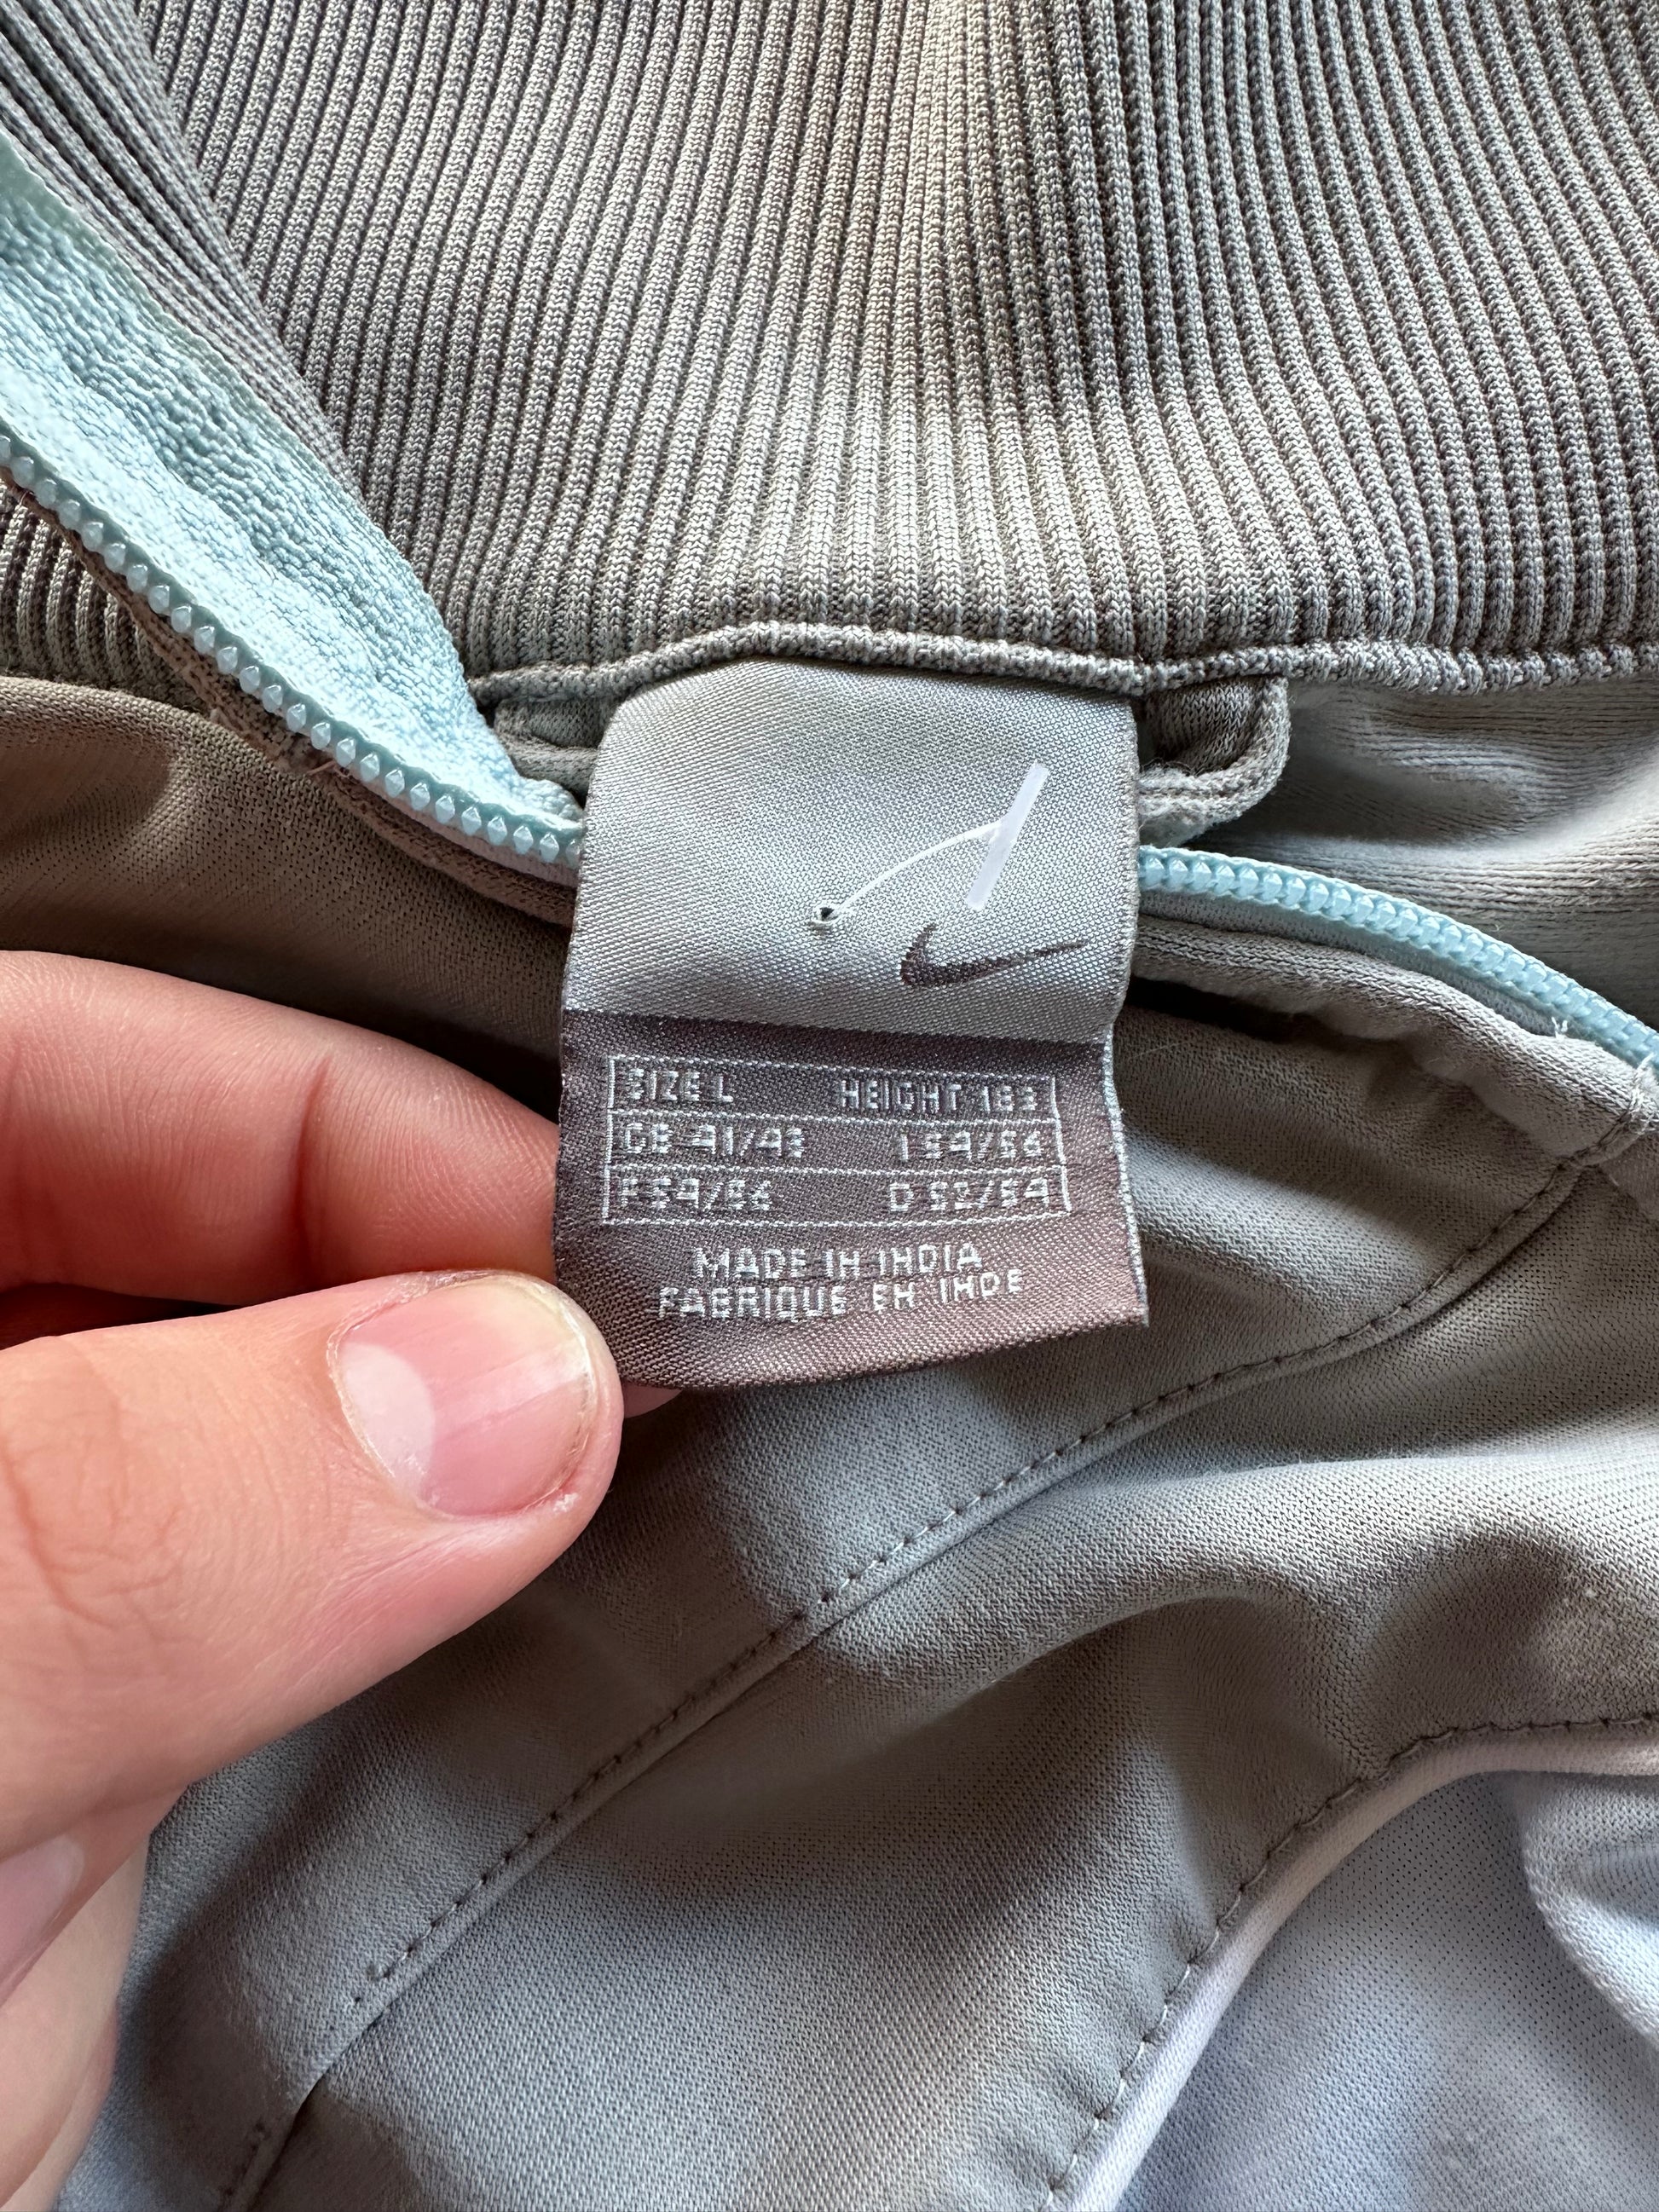 SIZE L HEIGHT 183
GB 41/43 I 54/56
F 54/56 D 52/54
MADE IN INDIA
FABRIQUE EN INDE